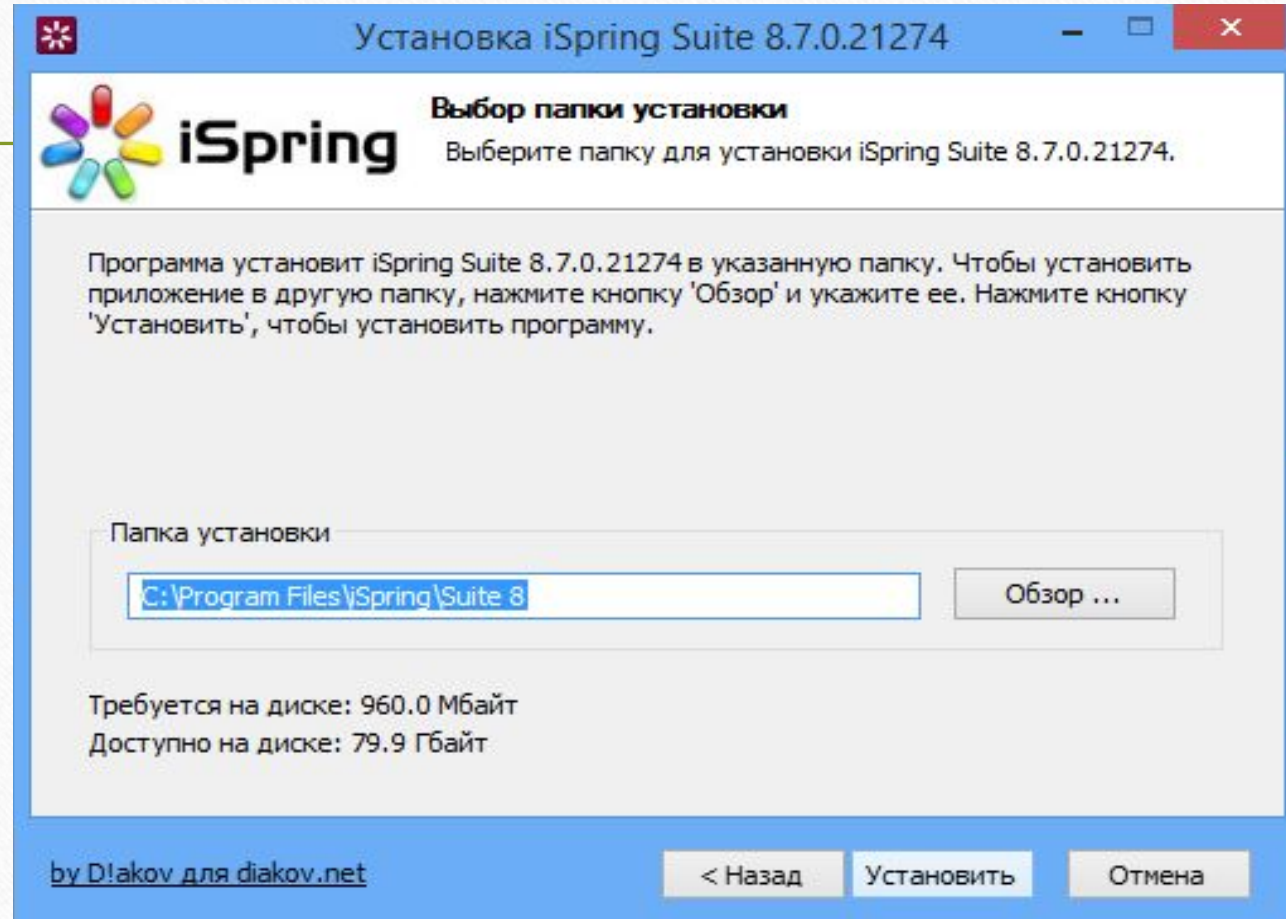 Установка iSpring Suite 8.7.0.21274
iSpring
Выбор папки установки
Выберите папку для установки iSpring Suite 8.7.0.21274.
Программа установит iSpring Suite 8.7.0.21274 в указанную папку. Чтобы установить
приложение в другую папку, нажмите кнопку 'Обзор' и укажите ее. Нажмите кнопку
'Установить', чтобы установить программу.
Папка установки
C:\Program Files\iSpring\Suite 8
Обзор ...
Требуется на диске: 960.0 Мбайт
Доступно на диске: 79.9 Гбайт
by D!akov для diakov.net
< Назад
Установить
Отмена